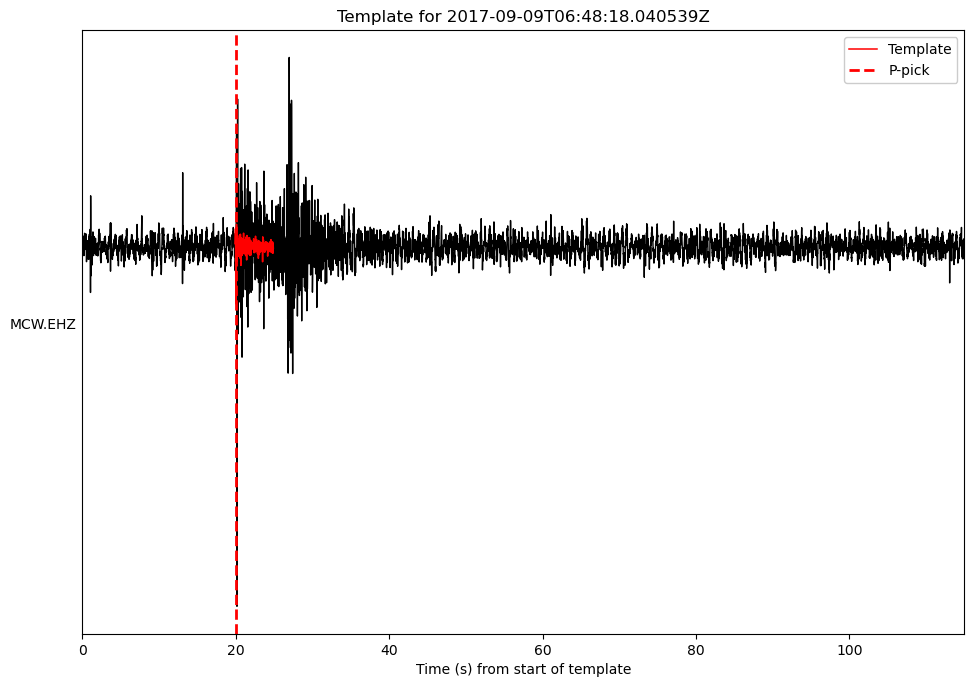 Template for 2017-09-09T06:48:18.040539Z
Template
P-pick
MCW.EHZ
0 20 40 60 80 100
Time (s) from start of template